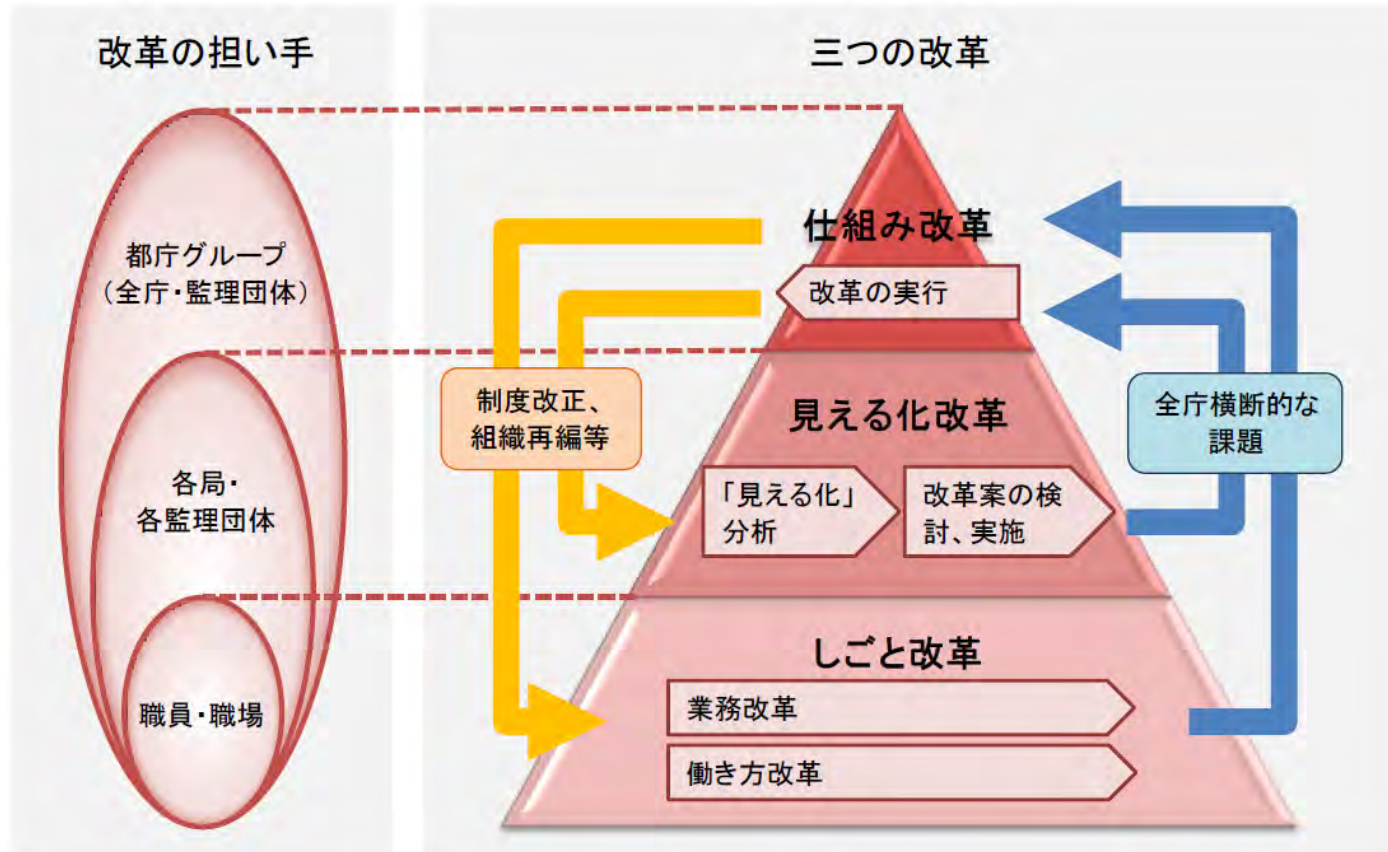 改革の担い手
都庁グループ
（全庁・監理団体）
各局・
各監理団体
職員・職場
三つの改革
仕組み改革
改革の実行
制度改正、
組織再編等
見える化改革
「見える化」
分析
改革案の検
討、実施
全庁横断的な
課題
しごと改革
業務改革
働き方改革